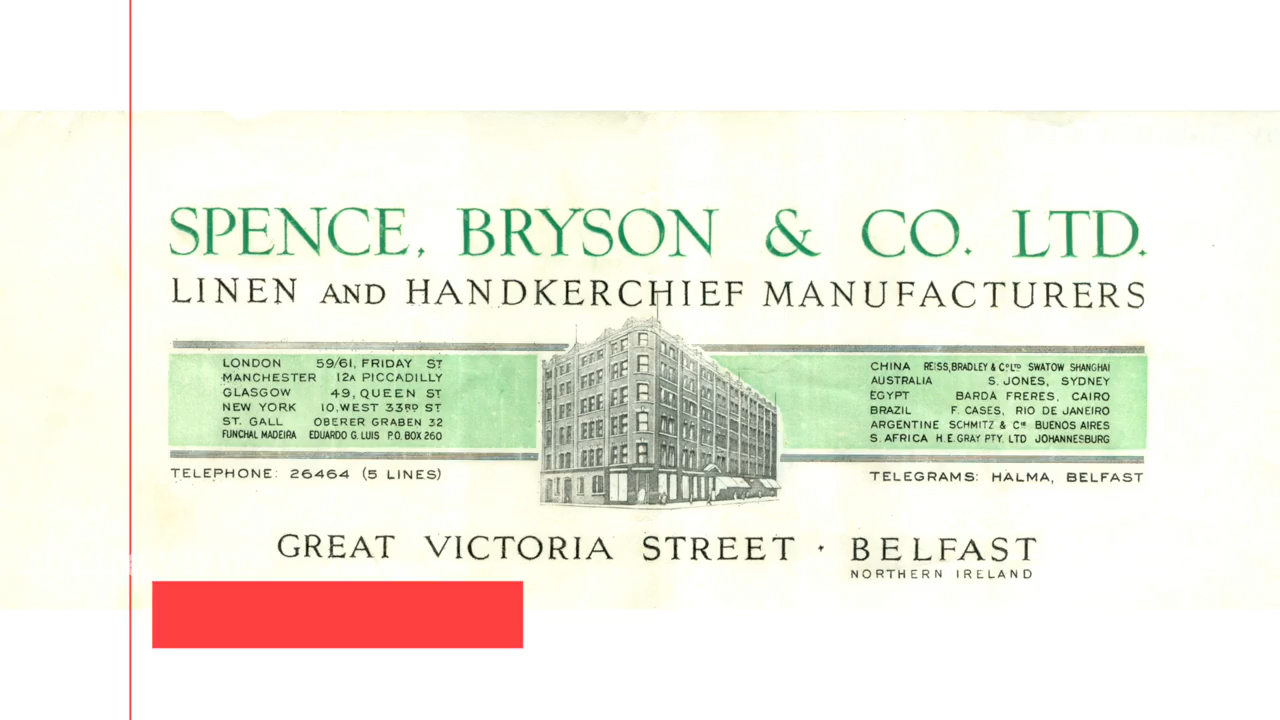 SPENCE, BRYSON & CO. LTD.
LINEN AND HANDKERCHIEF MANUFACTURERS
LONDON 59/61, FRIDAY ST
MANCHESTER 12A PICCADILLY
GLASGOW 49, QUEEN ST
NEW YORK 10, WEST 33RD ST
ST. GALL OBERER GRABEN 32
FUNCHAL MADEIRA EDUARDO G. LUIS P.O. BOX 260
TELEPHONE: 26464 (5 LINES)
CHINA REISS, BRADLEY & CO LTD SWATOW SHANGHAI
AUSTRALIA S. JONES, SYDNEY
EGYPT BARDA FRERES, CAIRO
BRAZIL F. CASES, RIO DE JANEIRO
ARGENTINE SCHMITZ & CIE BUENOS AIRES
S. AFRICA H. E. GRAY PTY. LTD JOHANNESBURG
TELEGRAMS: HALMA, BELFAST
GREAT VICTORIA STREET · BELFAST
NORTHERN IRELAND